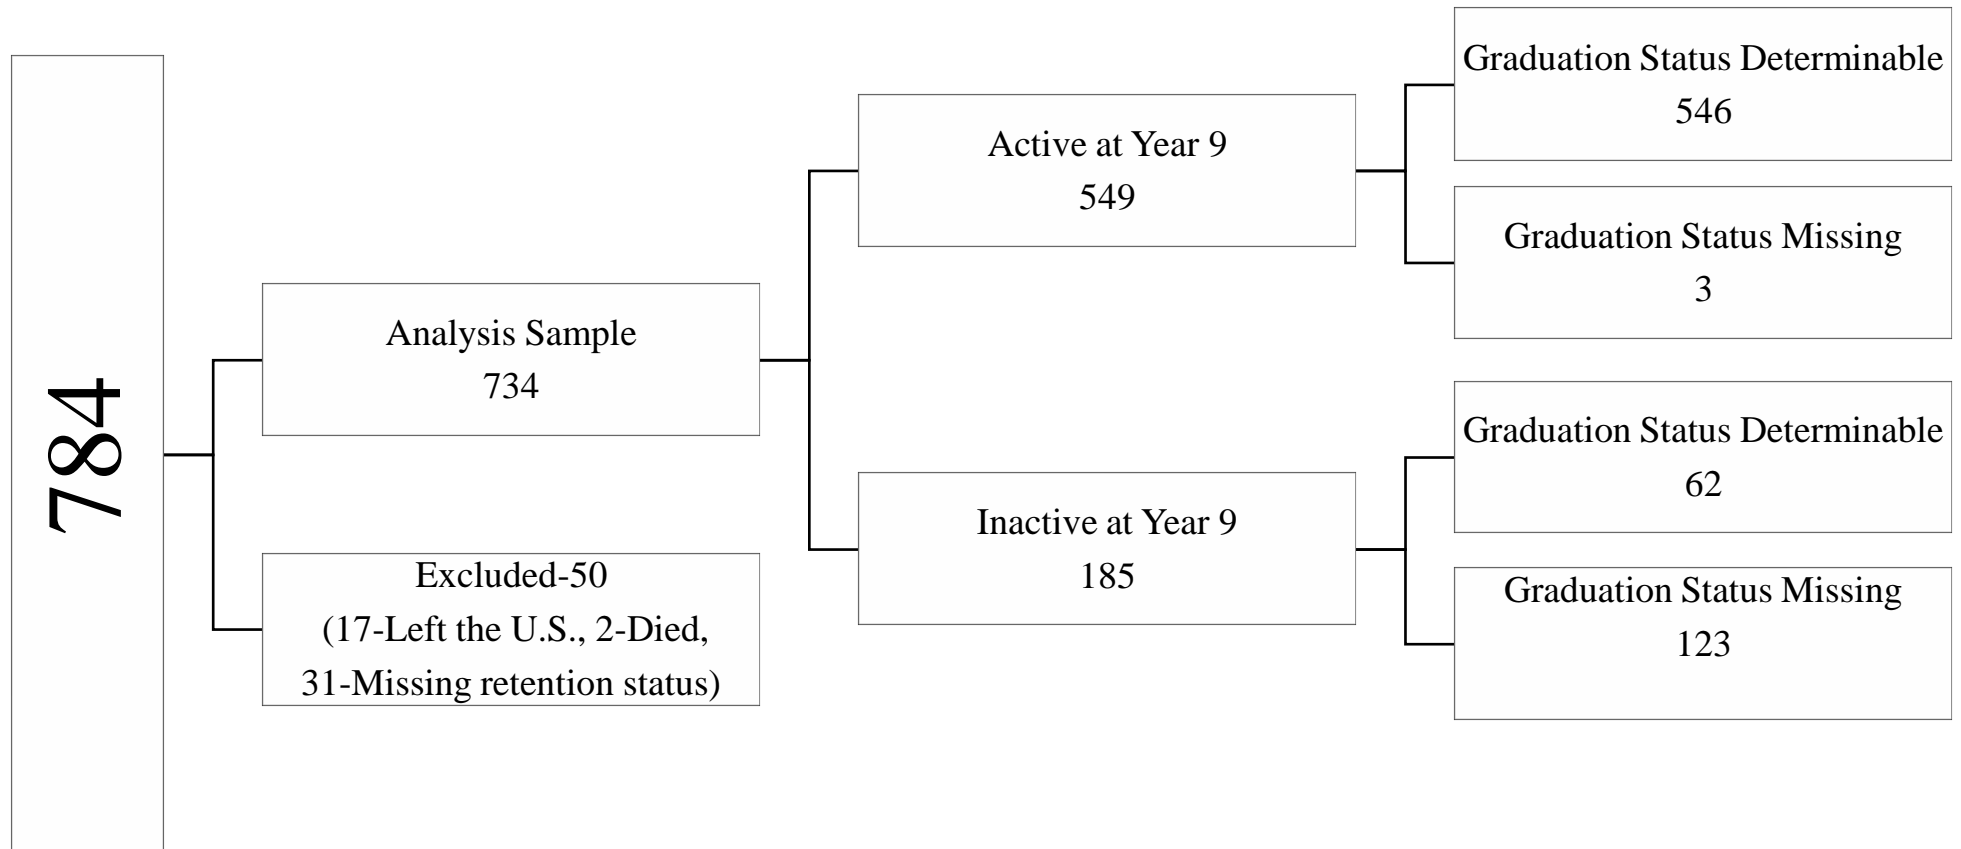 784
Analysis Sample
734
Excluded-50
(17-Left the U.S., 2-Died,
31-Missing retention status)
Active at Year 9
549
Inactive at Year 9
185
Graduation Status Determinable
546
Graduation Status Missing
3
Graduation Status Determinable
62
Graduation Status Missing
123